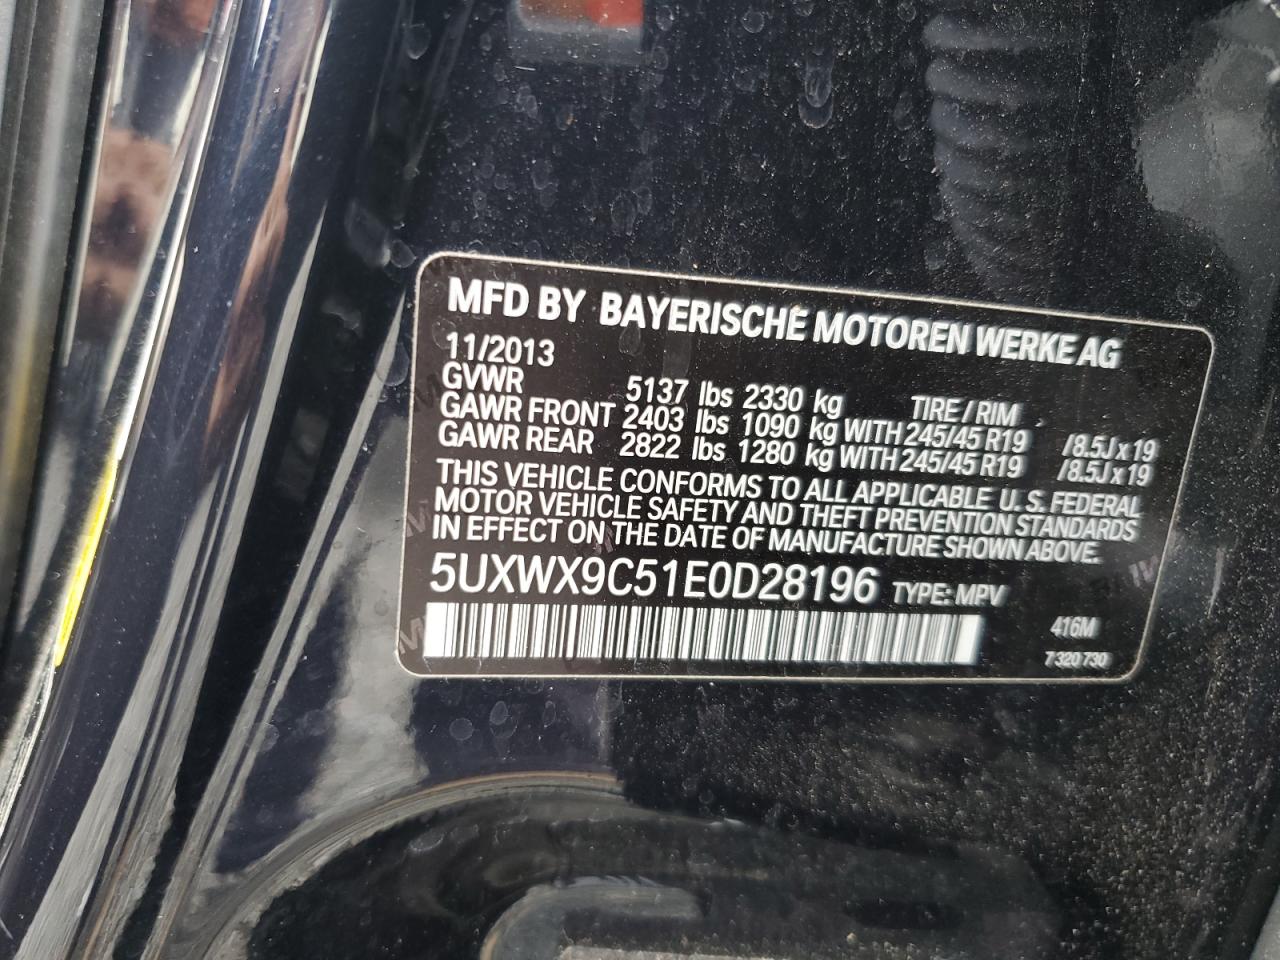 MFD BY BAYERISCHE MOTOREN WERKE AG
11/2013
GVWR 5137 lbs 2330 kg TIRE / RIM
GAWR FRONT 2403 lbs 1090 kg WITH 245/45 R19 /8.5J x 19
GAWR REAR 2822 lbs 1280 kg WITH 245/45 R19 /8.5J x 19
THIS VEHICLE CONFORMS TO ALL APPLICABLE U. S. FEDERAL
MOTOR VEHICLE SAFETY AND THEFT PREVENTION STANDARDS
IN EFFECT ON THE DATE OF MANUFACTURE SHOWN ABOVE.
5UXWX9C51E0D28196 TYPE: MPV
416M
7 320 730